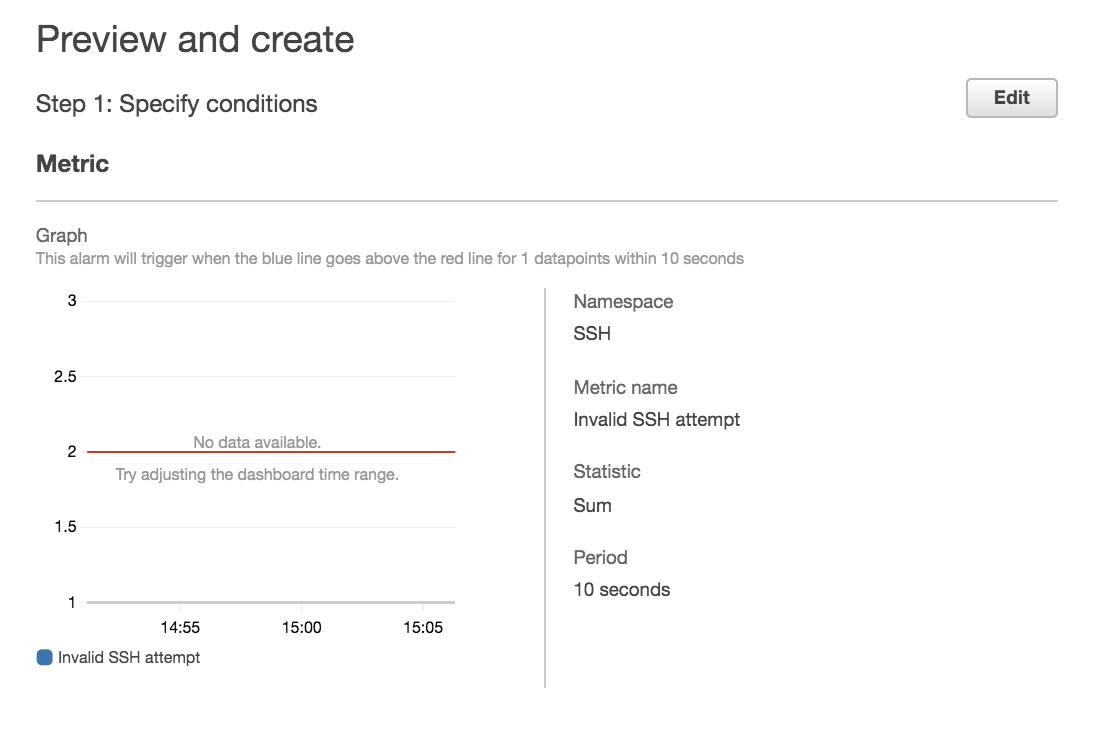 Preview and create
Step 1: Specify conditions
Edit
Metric
Graph
This alarm will trigger when the blue line goes above the red line for 1 datapoints within 10 seconds
3
2.5
2
1.5
1
No data available.
Try adjusting the dashboard time range.
14:55
15:00
15:05
Invalid SSH attempt
Namespace
SSH
Metric name
Invalid SSH attempt
Statistic
Sum
Period
10 seconds